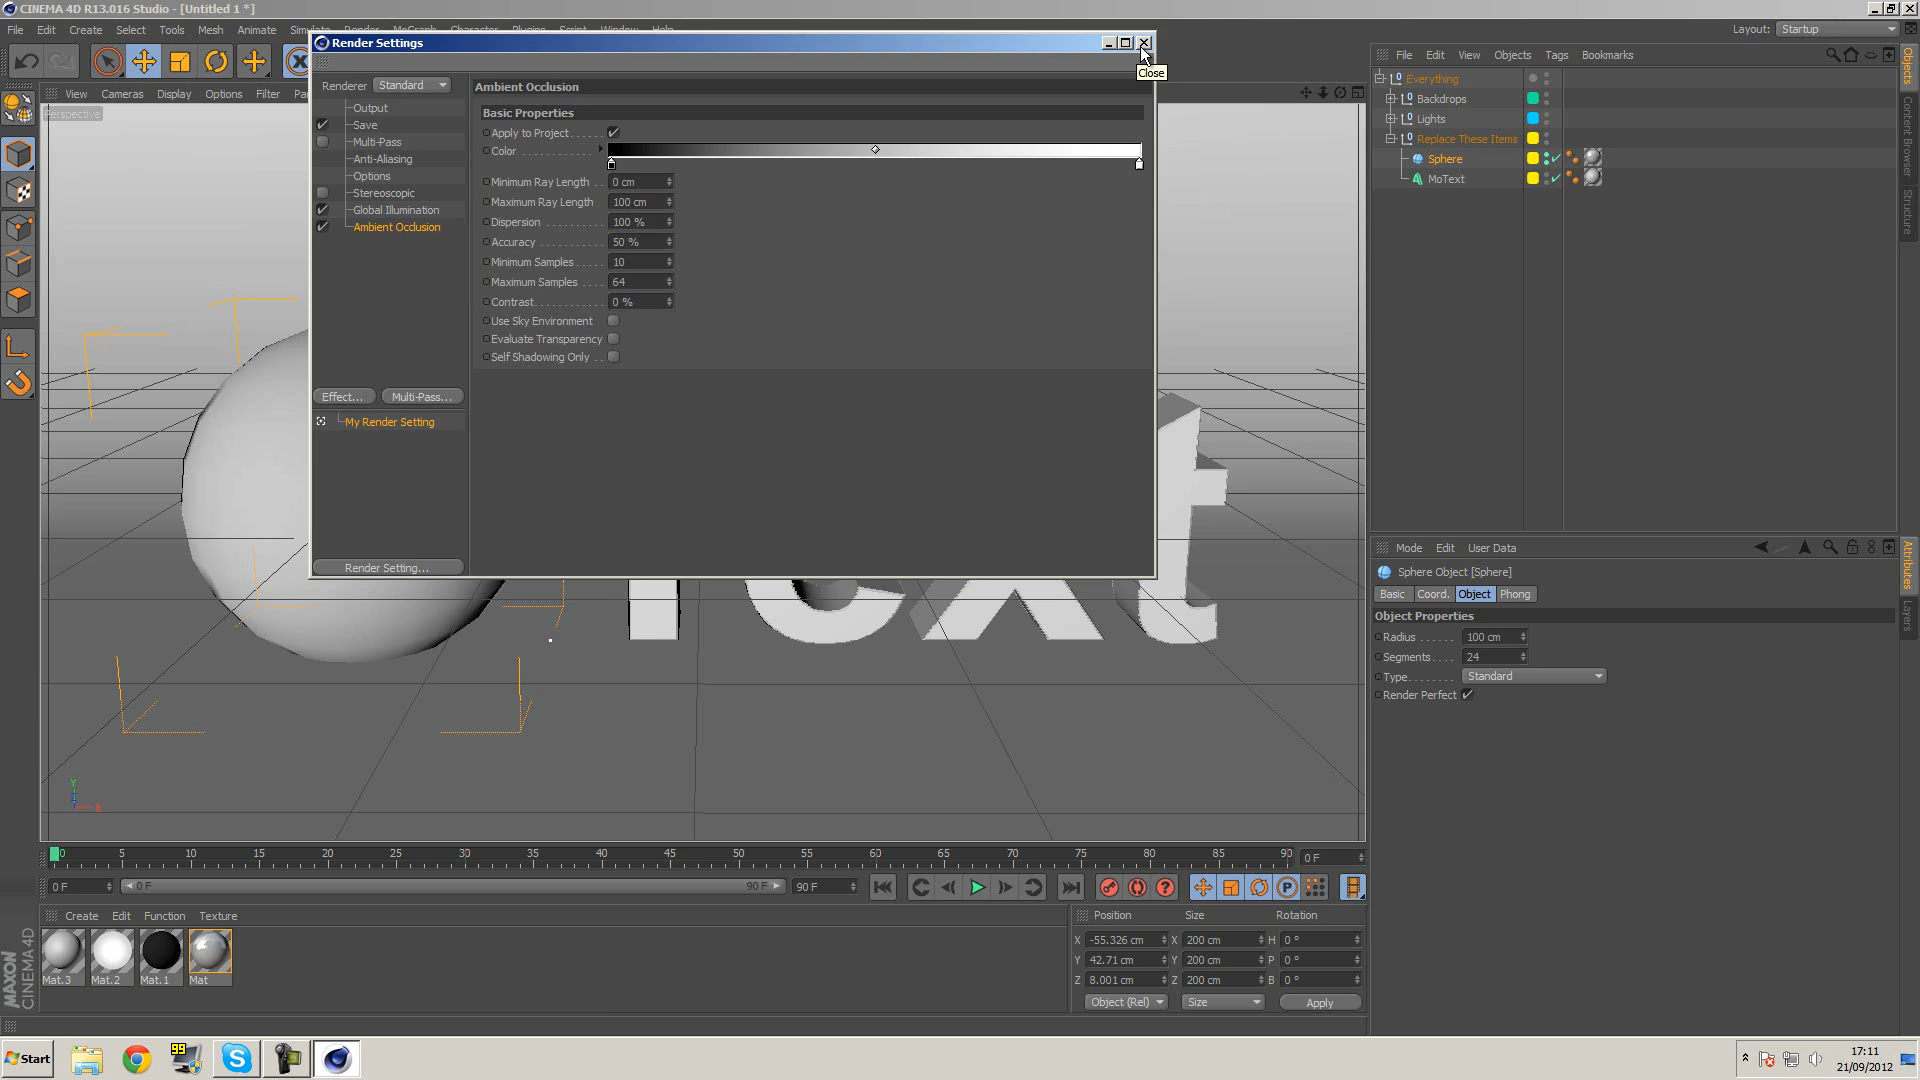 CINEMA 4D R13.016 Studio - [Untitled 1 *]
File Edit Create Select Tools Mesh Animate Simulate MoGraph Character Plugins Script Window Help
Layout: Startup
Render Settings
Close
Renderer Standard
Output
Save
Multi-Pass
Anti-Aliasing
Options
Stereoscopic
Global Illumination
Ambient Occlusion
Effect... Multi-Pass...
My Render Setting
Render Setting...
Ambient Occlusion
Basic Properties
Apply to Project
Color
Minimum Ray Length 0 cm
Maximum Ray Length 100 cm
Dispersion 100 %
Accuracy 50 %
Minimum Samples 10
Maximum Samples 64
Contrast 0 %
Use Sky Environment
Evaluate Transparency
Self Shadowing Only
View Cameras Display Options Filter
Perspective
File Edit View Objects Tags Bookmarks
Everything
Backdrops
Lights
Replace These Items
Sphere
MoText
Objects
Content Browser
Structure
Mode Edit User Data
Sphere Object [Sphere]
Basic Coord. Object Phong
Object Properties
Radius 100 cm
Segments 24
Type Standard
Render Perfect
Attributes
Layers
0 5 10 15 20 25 30 35 40 45 50 55 60 65 70 75 80 85 90
0 F
0 F 0 F 90 F 90 F
Create Edit Function Texture
Mat.3 Mat.2 Mat.1 Mat
MAXON CINEMA 4D
Position Size Rotation
X -55.326 cm X 200 cm H 0 °
Y 42.71 cm Y 200 cm P 0 °
Z 8.001 cm Z 200 cm B 0 °
Object (Rel) Size Apply
Start
99
17:11
21/09/2012